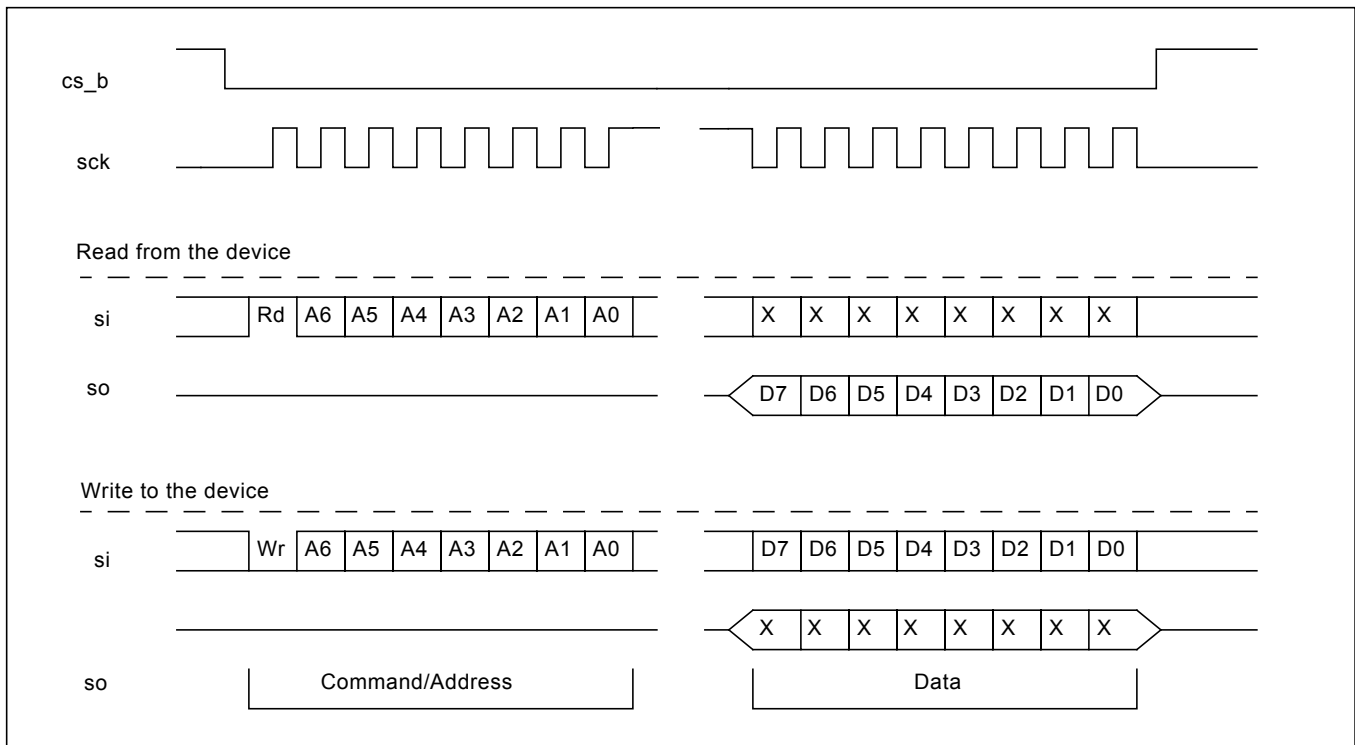 cs_b
sck
Read from the device
si Rd A6 A5 A4 A3 A2 A1 A0 X X X X X X X X
so D7 D6 D5 D4 D3 D2 D1 D0
Write to the device
si Wr A6 A5 A4 A3 A2 A1 A0 D7 D6 D5 D4 D3 D2 D1 D0
X X X X X X X X
so Command/Address Data